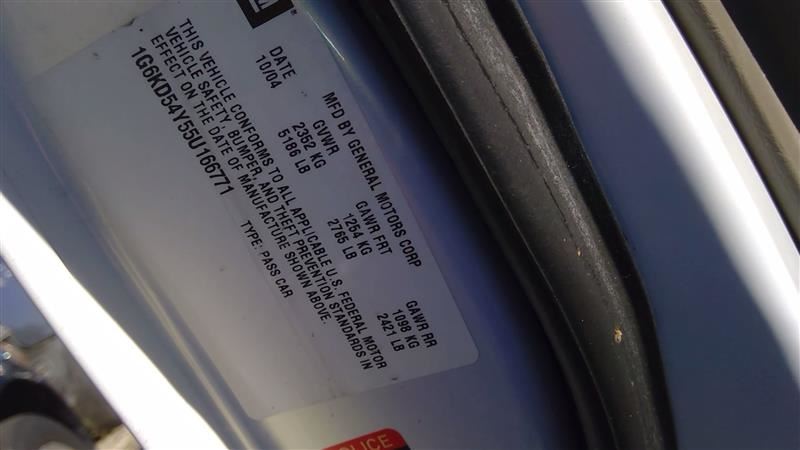 MFD BY GENERAL MOTORS CORP
DATE GVWR GAWR FRT GAWR RR
10/04 2352 KG 1254 KG 1098 KG
5186 LB 2765 LB 2421 LB
THIS VEHICLE CONFORMS TO ALL APPLICABLE U.S. FEDERAL MOTOR
VEHICLE SAFETY, BUMPER, AND THEFT PREVENTION STANDARDS IN
EFFECT ON THE DATE OF MANUFACTURE SHOWN ABOVE.
1G6KD54Y55U166771 TYPE: PASS CAR